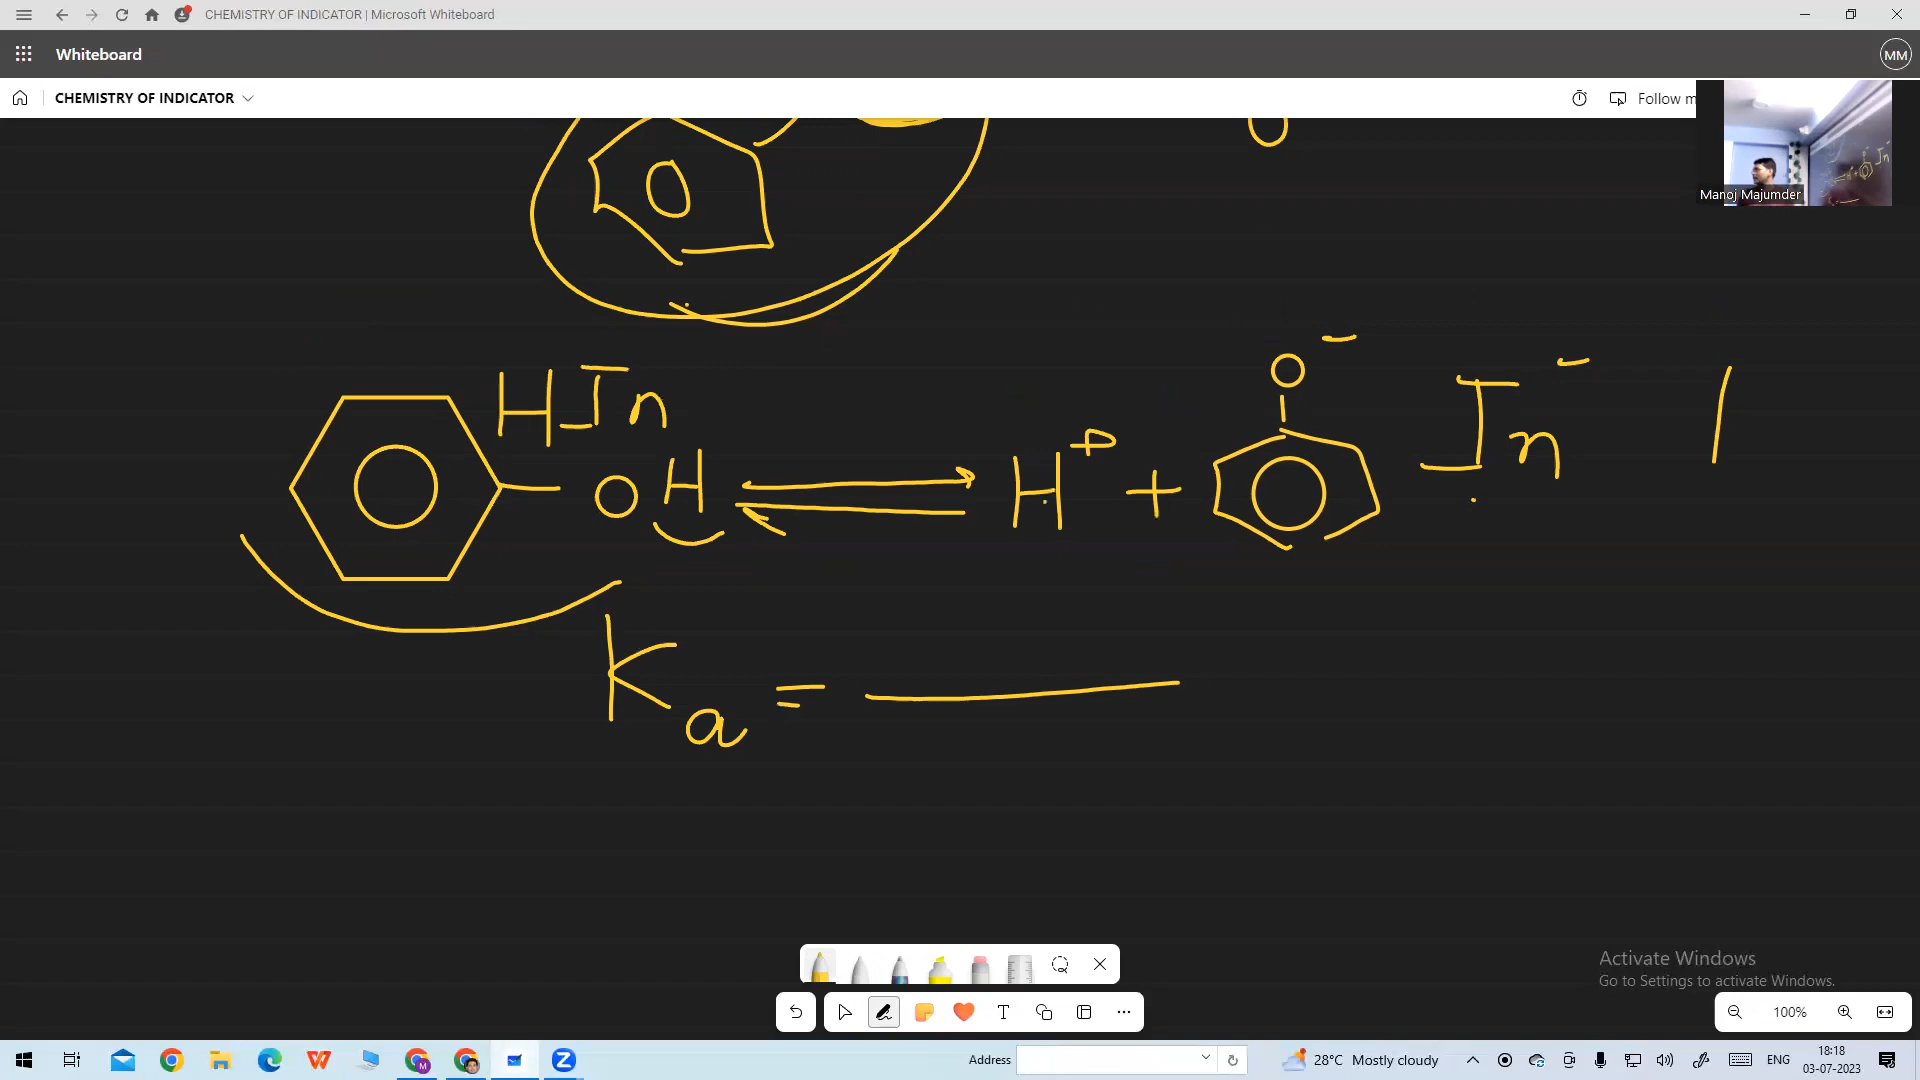 CHEMISTRY OF INDICATOR | Microsoft Whiteboard
Whiteboard
MM
CHEMISTRY OF INDICATOR
Follow m
Manoj Majumder
HIn
OH ⇌ H⁺ + O⁻ In⁻
Ka =
Activate Windows
Go to Settings to activate Windows.
100%
Address
28°C Mostly cloudy
ENG
18:18
03-07-2023